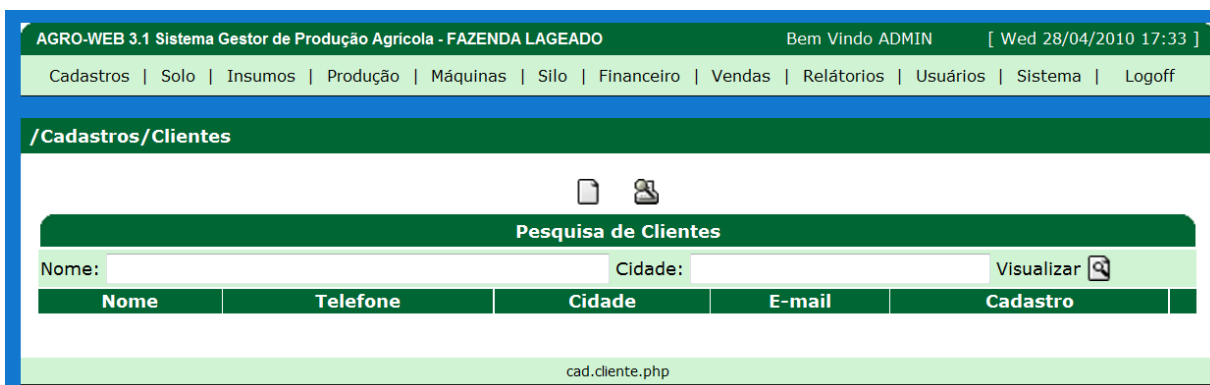 AGRO-WEB 3.1 Sistema Gestor de Produção Agrícola - FAZENDA LAGEADO Bem Vindo ADMIN [ Wed 28/04/2010 17:33 ]
Cadastros | Solo | Insumos | Produção | Máquinas | Silo | Financeiro | Vendas | Relátorios | Usuários | Sistema | Logoff
/Cadastros/Clientes
Pesquisa de Clientes
Nome: Cidade: Visualizar
Nome Telefone Cidade E-mail Cadastro
cad.cliente.php